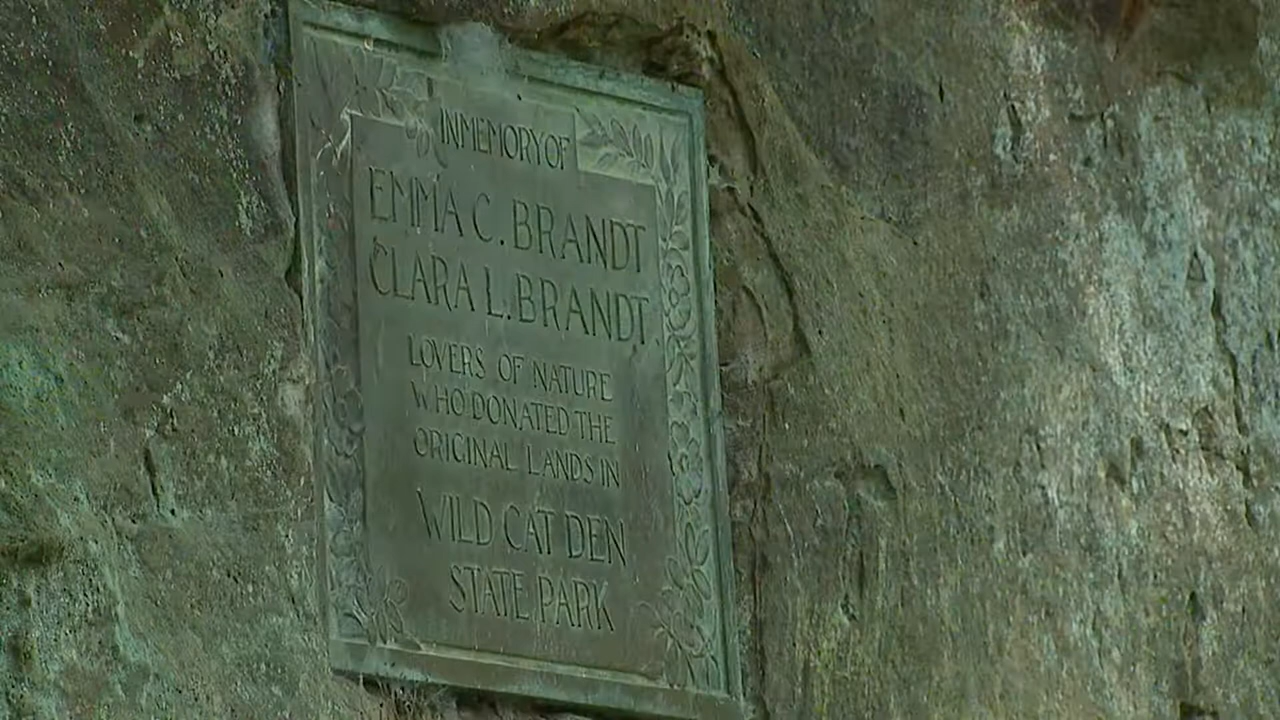 IN MEMORY OF
EMMA C. BRANDT
CLARA L. BRANDT
LOVERS OF NATURE
WHO DONATED THE
ORIGINAL LANDS IN
WILD CAT DEN
STATE PARK